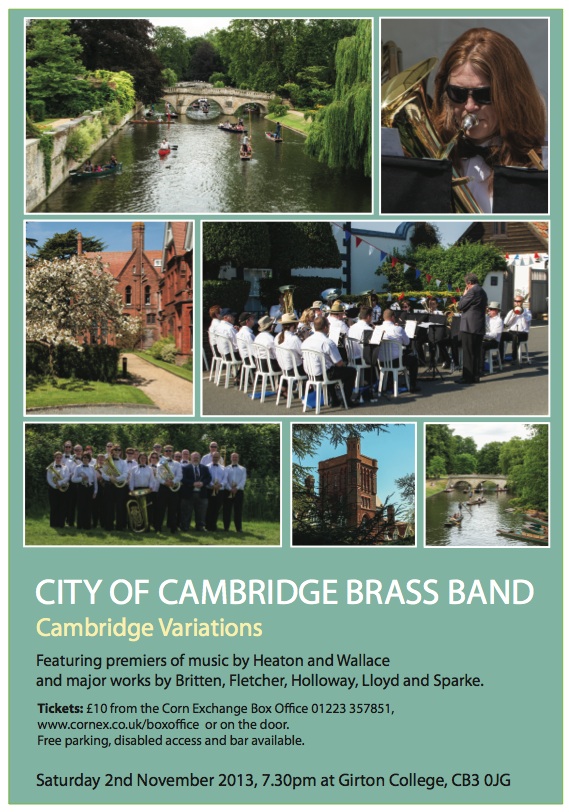 CITY OF CAMBRIDGE BRASS BAND
Cambridge Variations
Featuring premiers of music by Heaton and Wallace
and major works by Britten, Fletcher, Holloway, Lloyd and Sparke.
Tickets: £10 from the Corn Exchange Box Office 01223 357851,
www.cornex.co.uk/boxoffice or on the door.
Free parking, disabled access and bar available.
Saturday 2nd November 2013, 7.30pm at Girton College, CB3 0JG